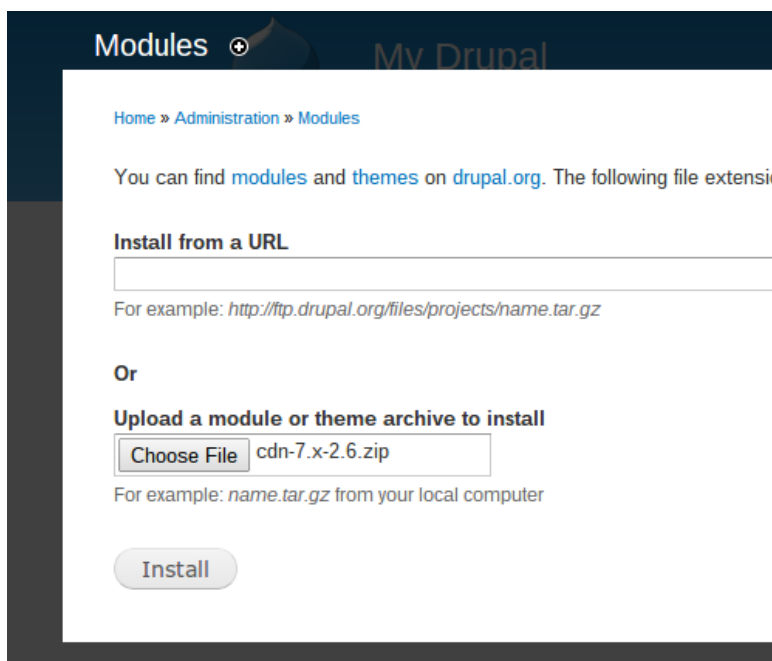 Modules
My Drupal
Home » Administration » Modules
You can find modules and themes on drupal.org. The following file extensi
Install from a URL
For example: http://ftp.drupal.org/files/projects/name.tar.gz
Or
Upload a module or theme archive to install
Choose File cdn-7.x-2.6.zip
For example: name.tar.gz from your local computer
Install